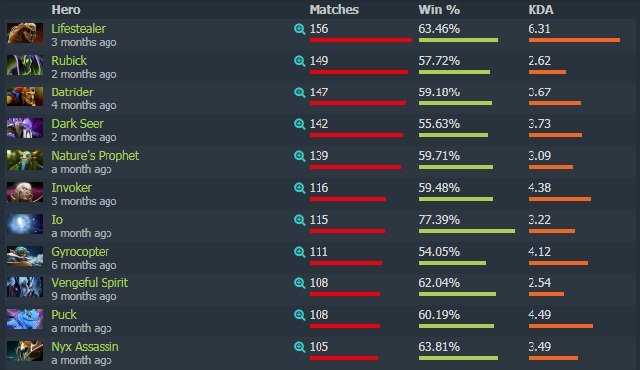 Hero Matches Win % KDA
Lifestealer 156 63.46% 6.31
3 months ago
Rubick 149 57.72% 2.62
2 months ago
Batrider 147 59.18% 3.67
4 months ago
Dark Seer 142 55.63% 3.73
2 months ago
Nature's Prophet 139 59.71% 3.09
a month ago
Invoker 116 59.48% 4.38
3 months ago
Io 115 77.39% 3.22
a month ago
Gyrocopter 111 54.05% 4.12
6 months ago
Vengeful Spirit 108 62.04% 2.54
9 months ago
Puck 108 60.19% 4.49
a month ago
Nyx Assassin 105 63.81% 3.49
a month ago